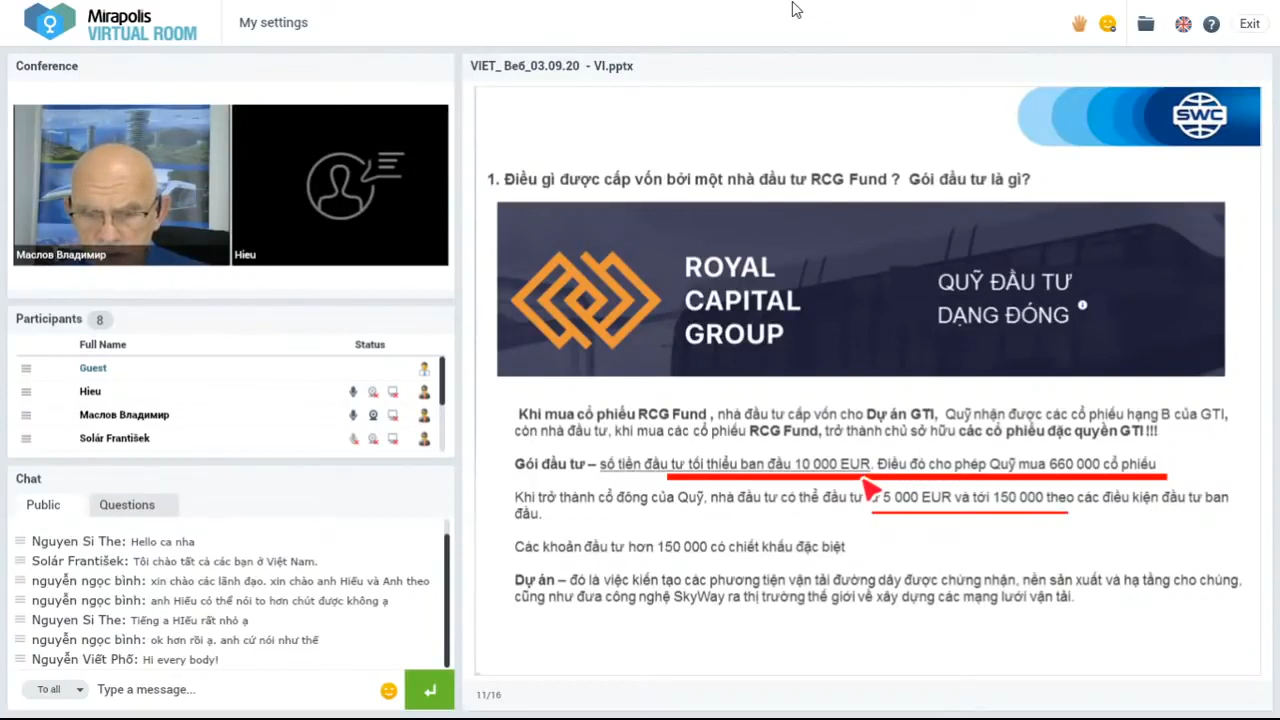 Mirapolis
VIRTUAL ROOM
My settings
Exit
Conference
Маслов Владимир
Hieu
Participants 8
Full Name Status
Guest
Hieu
Маслов Владимир
Solár František
Chat
Public Questions
Nguyen Si The: Hello ca nha
Solár František: Tôi chào tất cả các bạn ở Việt Nam.
nguyễn ngọc bình: xin chào các lãnh đạo. xin chào anh Hiếu và Anh theo
nguyễn ngọc bình: anh Hiếu có thể nói to hơn chút được không ạ
Nguyen Si The: Tiếng a HIếu rất nhỏ ạ
nguyễn ngọc bình: ok hơn rồi ạ. anh cứ nói như thế
Nguyễn Viết Phố: Hi every body!
To all Type a message...
VIET_ Веб_03.09.20 - VI.pptx
SWC
1. Điều gì được cấp vốn bởi một nhà đầu tư RCG Fund ? Gói đầu tư là gì?
ROYAL
CAPITAL
GROUP
QUỸ ĐẦU TƯ
DẠNG ĐÓNG
Khi mua cổ phiếu RCG Fund , nhà đầu tư cấp vốn cho Dự án GTI, Quỹ nhận được các cổ phiếu hạng B của GTI,
còn nhà đầu tư, khi mua các cổ phiếu RCG Fund, trở thành chủ sở hữu các cổ phiếu đặc quyền GTI !!!
Gói đầu tư – số tiền đầu tư tối thiểu ban đầu 10 000 EUR. Điều đó cho phép Quỹ mua 660 000 cổ phiếu
Khi trở thành cổ đông của Quỹ, nhà đầu tư có thể đầu tư 5 000 EUR và tới 150 000 theo các điều kiện đầu tư ban
đầu.
Các khoản đầu tư hơn 150 000 có chiết khấu đặc biệt
Dự án – đó là việc kiến tạo các phương tiện vận tải đường dây được chứng nhận, nền sản xuất và hạ tầng cho chúng,
cũng như đưa công nghệ SkyWay ra thị trường thế giới về xây dựng các mạng lưới vận tải.
11/16